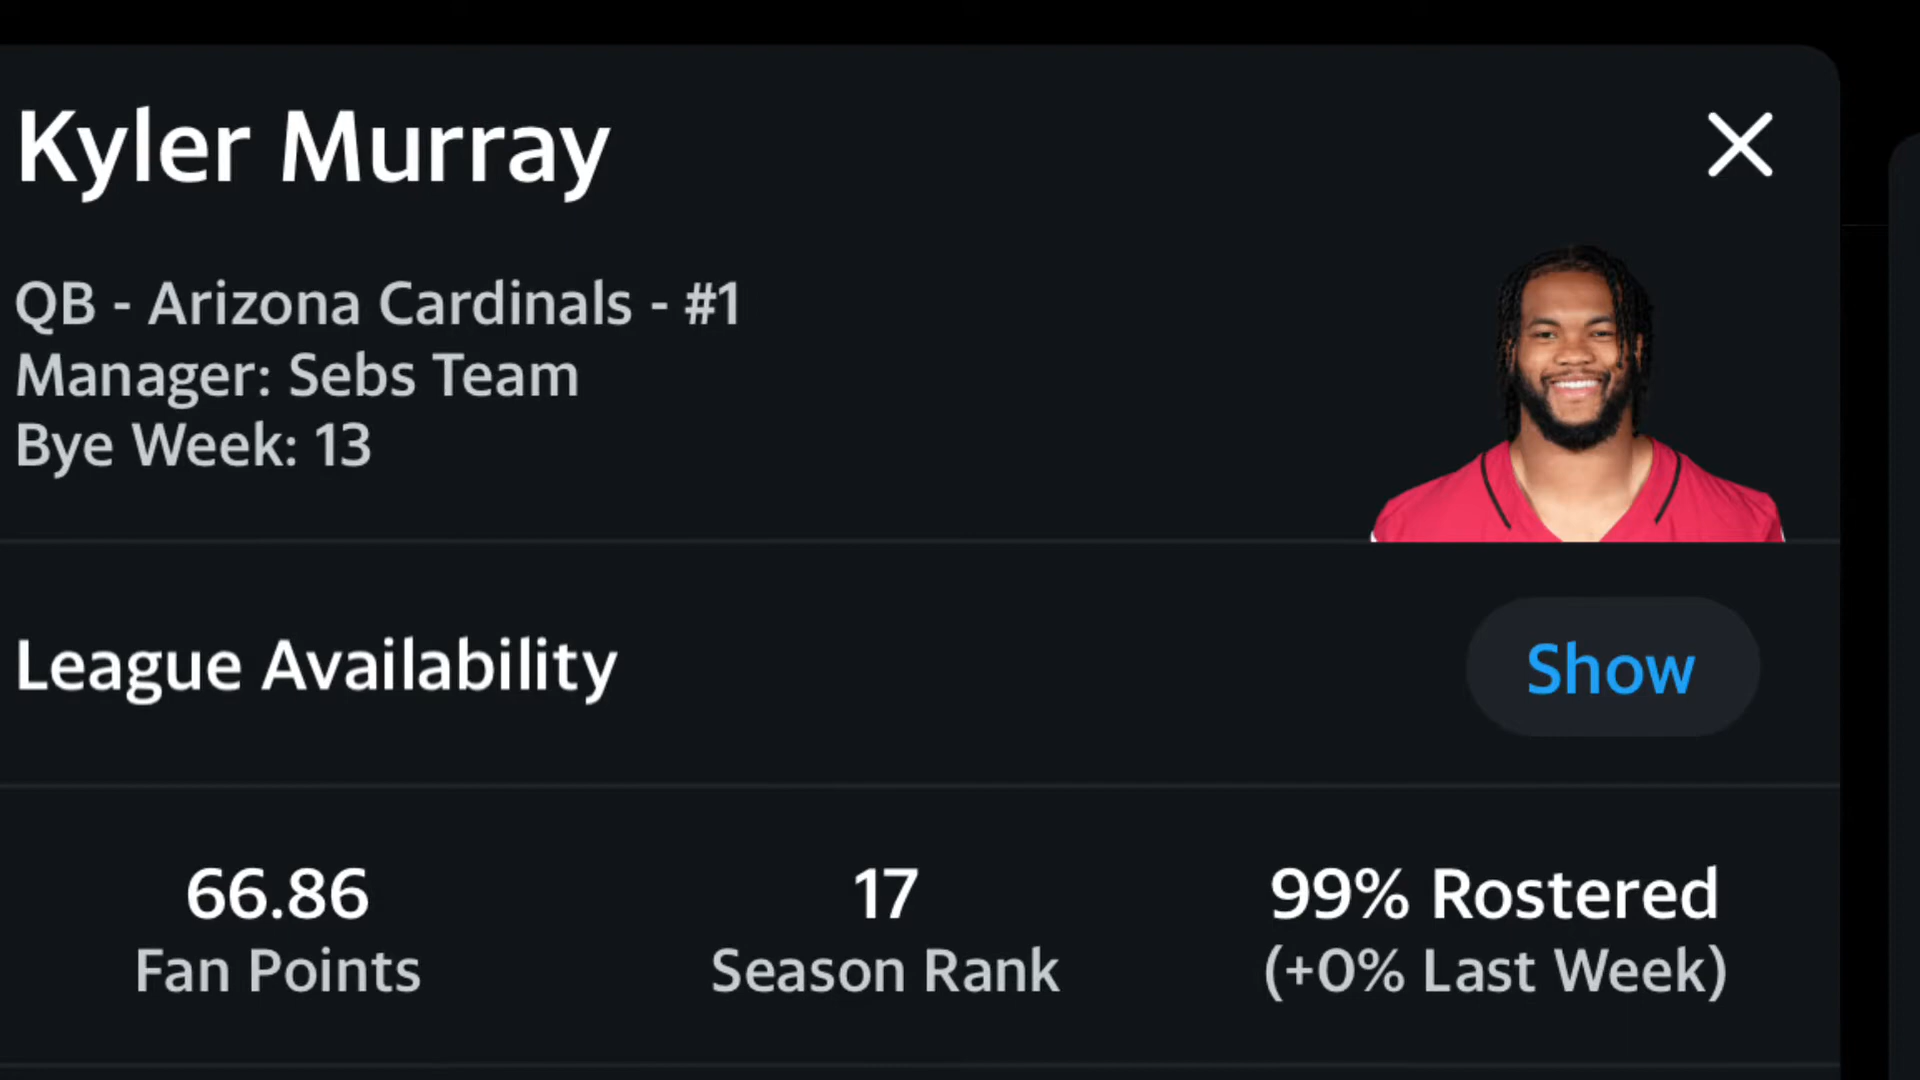 Kyler Murray
QB - Arizona Cardinals - #1
Manager: Sebs Team
Bye Week: 13
League Availability
Show
66.86
Fan Points
17
Season Rank
99% Rostered
(+0% Last Week)